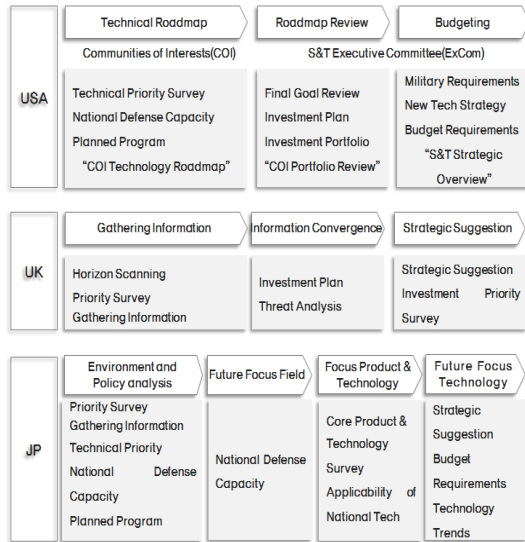 Technical Roadmap
Roadmap Review
Budgeting
Communities of Interests(COI)
S&T Executive Committee(ExCom)
USA
Technical Priority Survey
National Defense Capacity
Planned Program
“COI Technology Roadmap”
Final Goal Review
Investment Plan
Investment Portfolio
“COI Portfolio Review”
Military Requirements
New Tech Strategy
Budget Requirements
“S&T Strategic
Overview”
Gathering Information
Information Convergence
Strategic Suggestion
UK
Horizon Scanning
Priority Survey
Gathering Information
Investment Plan
Threat Analysis
Strategic Suggestion
Investment Priority
Survey
Environment and
Policy analysis
Future Focus Field
Focus Product &
Technology
Future Focus
Technology
JP
Priority Survey
Gathering Information
Technical Priority
National Defense
Capacity
Planned Program
National Defense
Capacity
Core Product &
Technology
Survey
Applicability of
National Tech
Strategic
Suggestion
Budget
Requirements
Technology
Trends